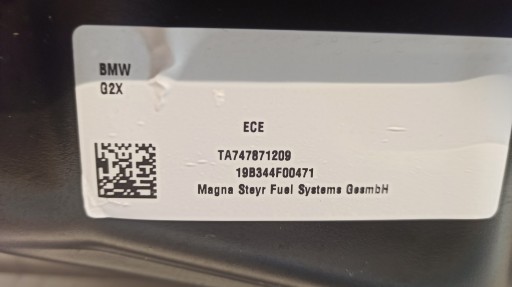 BMW
G2X
ECE
TA747871209
19B344F00471
Magna Steyr Fuel Systems GesmbH